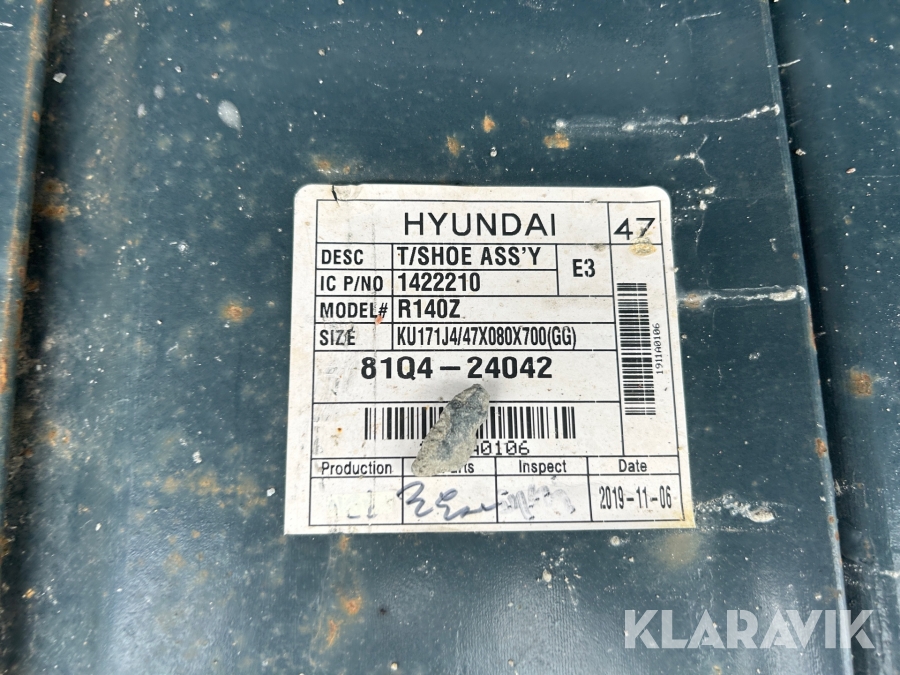 HYUNDAI 47
DESC T/SHOE ASS'Y E3
IC P/NO 1422210
MODEL# R140Z
SIZE KU171J4/47X080X700(GG)
81Q4-24042
1911A0106
Production Inspect Date
2019-11-06
KLARAVIK